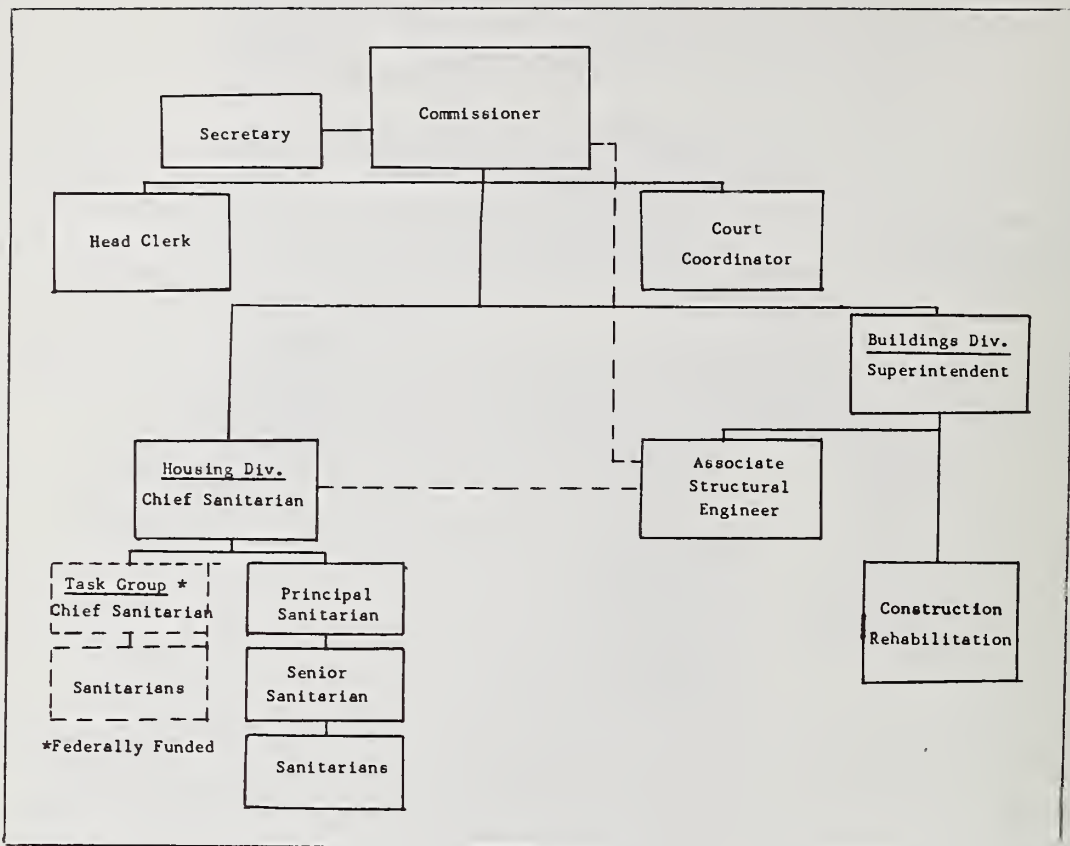 Commissioner
Secretary
Head Clerk
Court
Coordinator
Buildings Div.
Superintendent
Housing Div.
Chief Sanitarian
Associate
Structural
Engineer
Task Group *
Chief Sanitarian
Principal
Sanitarian
Construction
Rehabilitation
Sanitarians
Senior
Sanitarian
*Federally Funded
Sanitarians